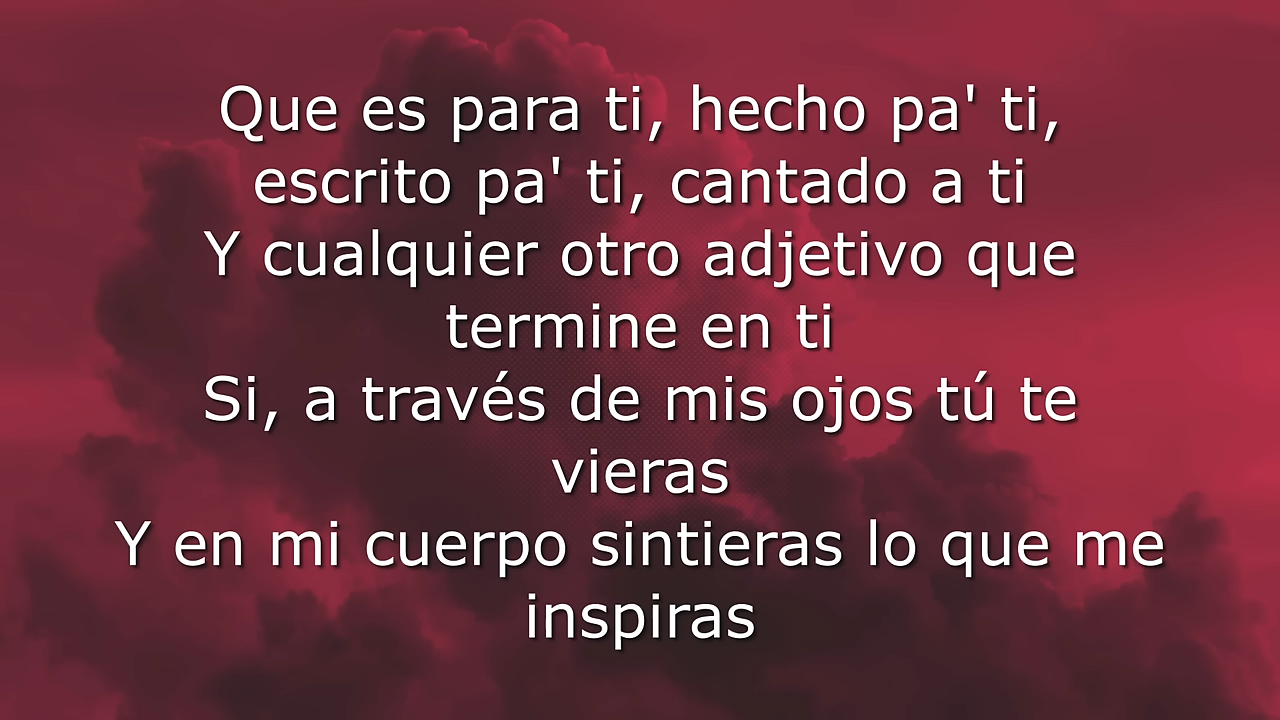 Que es para ti, hecho pa' ti,
escrito pa' ti, cantado a ti
Y cualquier otro adjetivo que
termine en ti
Si, a través de mis ojos tú te
vieras
Y en mi cuerpo sintieras lo que me
inspiras